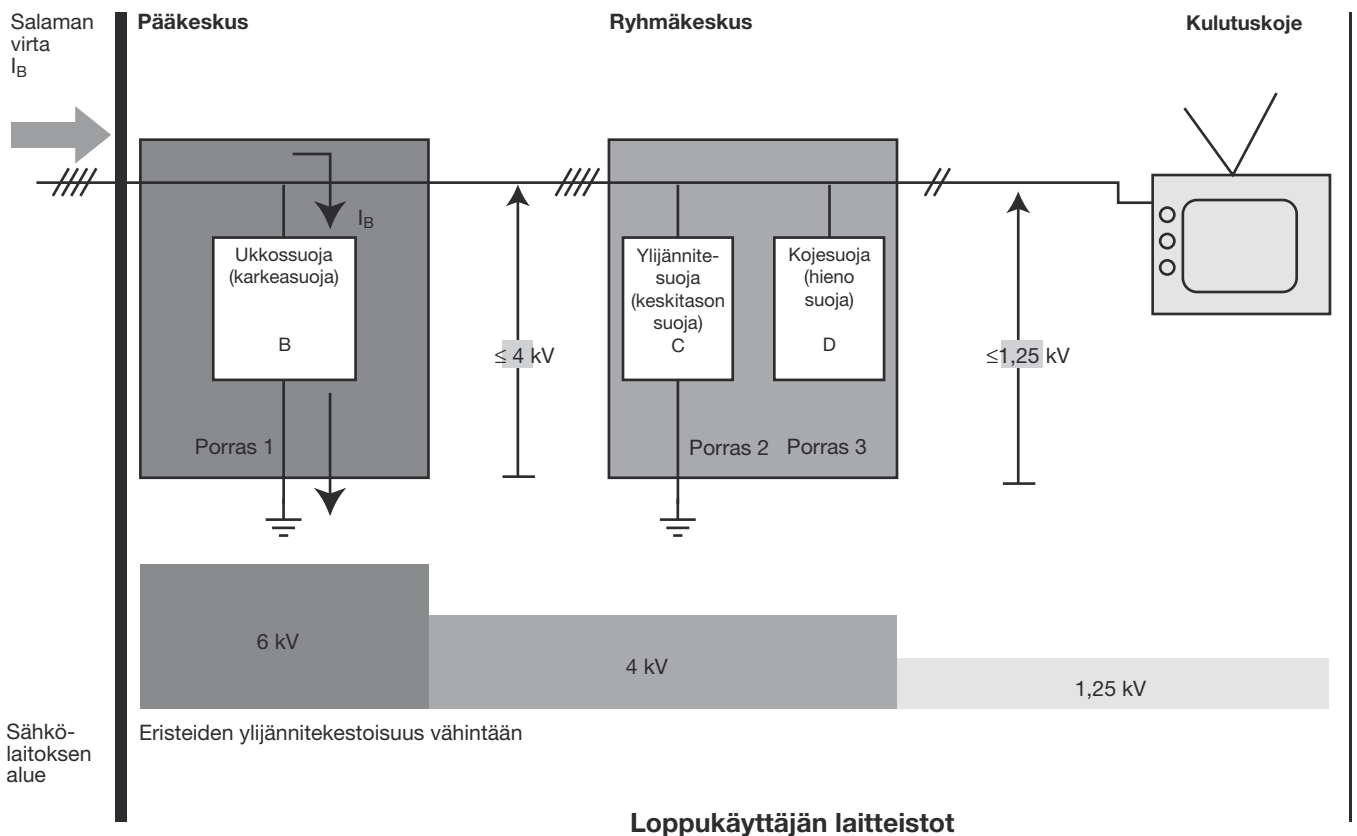 Salaman
virta
I_B
Pääkeskus
Ryhmäkeskus
Kulutuskoje
I_B
Ukkossuoja
(karkeasuoja)
B
Porras 1
≤ 4 kV
Ylijännite-
suoja
(keskitason
suoja)
C
Kojesuoja
(hieno
suoja)
D
Porras 2
Porras 3
≤1,25 kV
6 kV
4 kV
1,25 kV
Sähkö-
laitoksen
alue
Eristeiden ylijännitekestoisuus vähintään
Loppukäyttäjän laitteistot